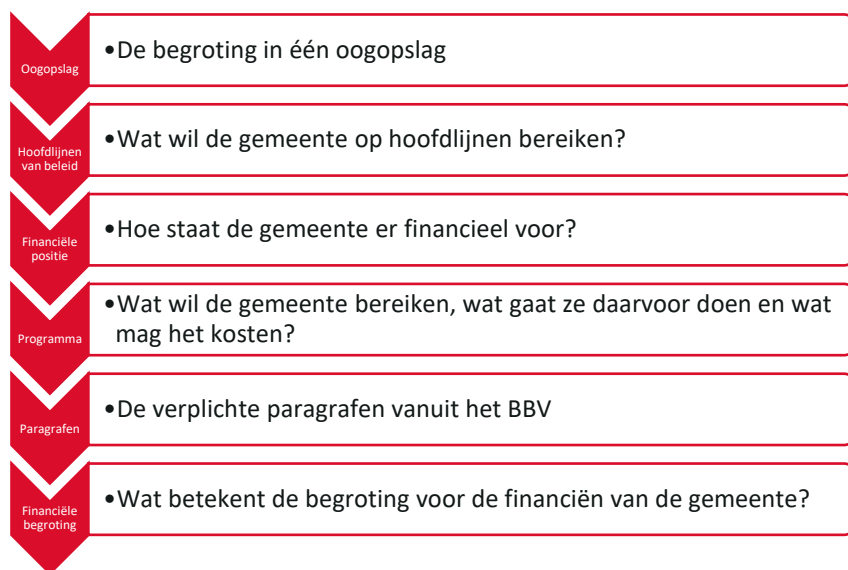 Oogopslag
•De begroting in één oogopslag
Hoofdlijnen
van beleid
•Wat wil de gemeente op hoofdlijnen bereiken?
Financiële
positie
•Hoe staat de gemeente er financieel voor?
Programma
•Wat wil de gemeente bereiken, wat gaat ze daarvoor doen en wat
mag het kosten?
Paragrafen
•De verplichte paragrafen vanuit het BBV
Financiële
begroting
•Wat betekent de begroting voor de financiën van de gemeente?